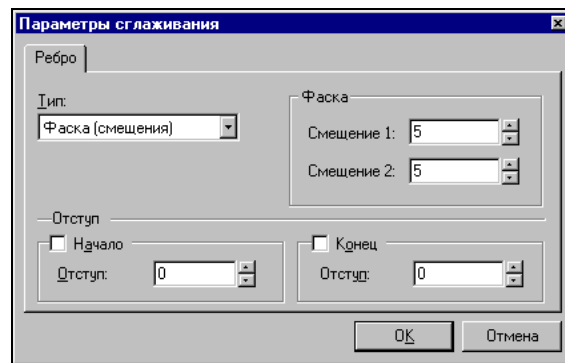 Параметры сглаживания
Ребро
Тип:
Фаска (смещения)
Фаска
Смещение 1: 5
Смещение 2: 5
Отступ
Начало
Отступ: 0
Конец
Отступ: 0
OK
Отмена